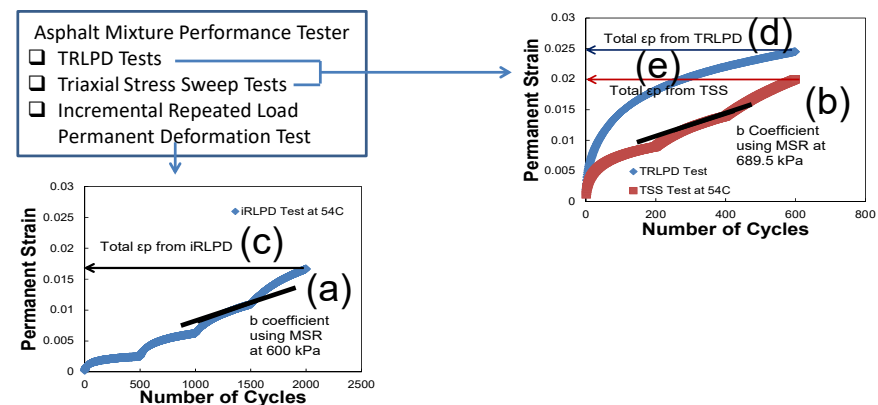 Asphalt Mixture Performance Tester
❑ TRLPD Tests
❑ Triaxial Stress Sweep Tests
❑ Incremental Repeated Load
Permanent Deformation Test
Permanent Strain
0.03
0.025
0.02
0.015
0.01
0.005
0
Total εp from TRLPD
(d)
(e)
Total εp from TSS
(b)
b Coefficient
using MSR at
689.5 kPa
TRLPD Test
TSS Test at 54C
0
200
400
600
800
Number of Cycles
Permanent Strain
0.03
0.025
0.02
0.015
0.01
0.005
0
iRLPD Test at 54C
Total εp from iRLPD
(c)
(a)
b coefficient
using MSR
at 600 kPa
0
500
1000
1500
2000
2500
Number of Cycles